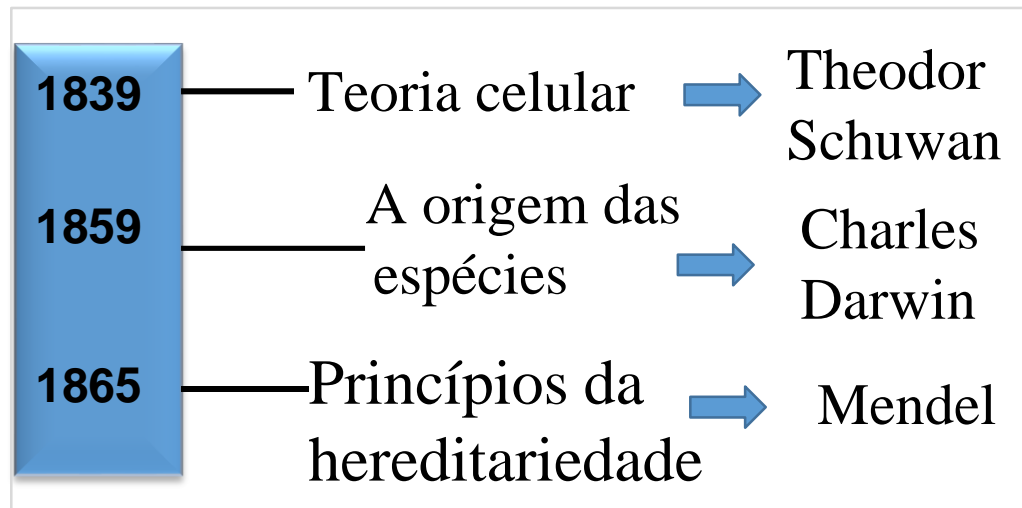 1839
Teoria celular
Theodor
Schuwan
1859
A origem das
espécies
Charles
Darwin
1865
Princípios da
hereditariedade
Mendel